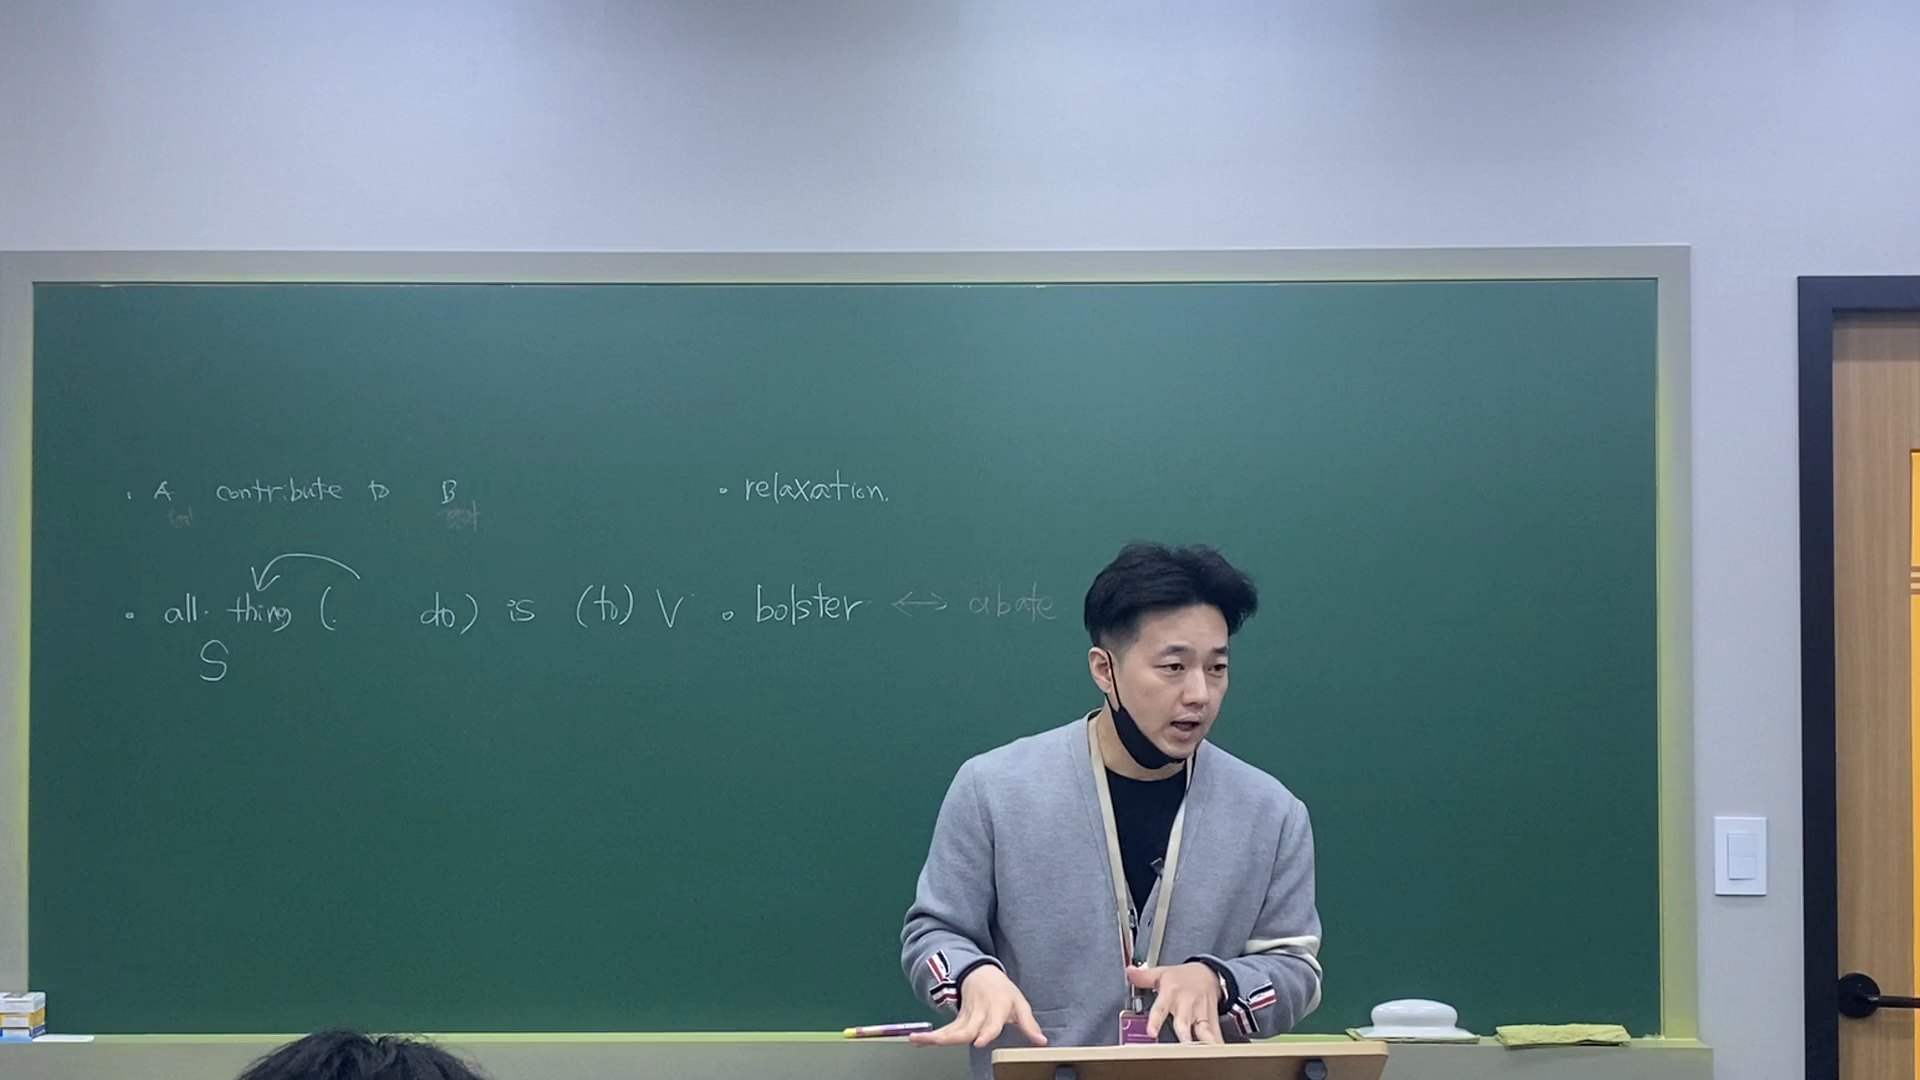 · A contribute to B
· relaxation.
· all thing ( do) is (to) V
S
· bolster ↔ abate